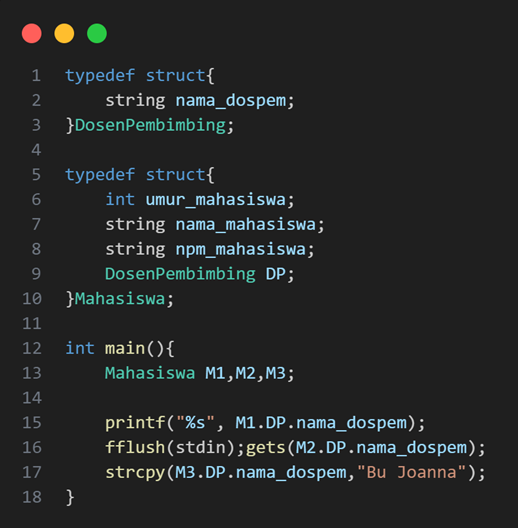 1 typedef struct{
2     string nama_dospem;
3 }DosenPembimbing;
4
5 typedef struct{
6     int umur_mahasiswa;
7     string nama_mahasiswa;
8     string npm_mahasiswa;
9     DosenPembimbing DP;
10 }Mahasiswa;
11
12 int main(){
13     Mahasiswa M1,M2,M3;
14
15     printf("%s", M1.DP.nama_dospem);
16     fflush(stdin);gets(M2.DP.nama_dospem);
17     strcpy(M3.DP.nama_dospem,"Bu Joanna");
18 }